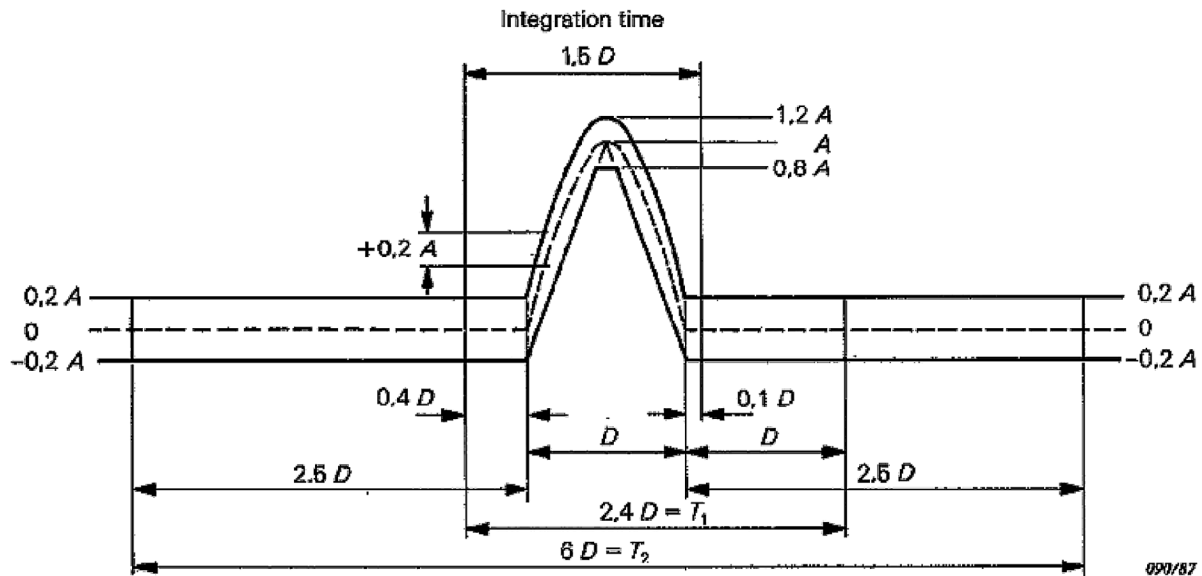 Integration time
1,5 D
1,2 A
A
0,8 A
+0,2 A
0,2 A
0,2 A
0
0
−0,2 A
−0,2 A
0,4 D
0,1 D
D
D
2.5 D
2.5 D
2,4 D = T₁
6 D = T₂
090/87